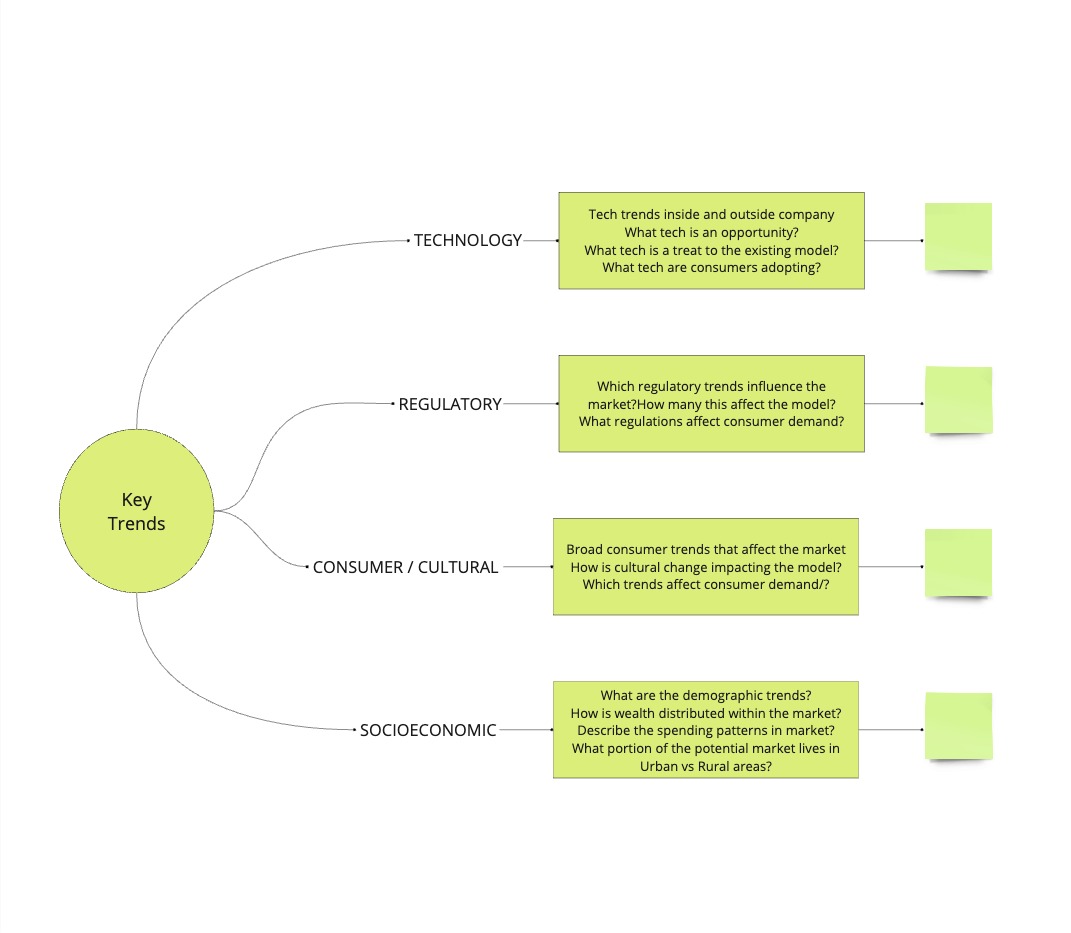 TECHNOLOGY
Tech trends inside and outside company
What tech is an opportunity?
What tech is a treat to the existing model?
What tech are consumers adopting?
REGULATORY
Which regulatory trends influence the
market?How many this affect the model?
What regulations affect consumer demand?
Key
Trends
CONSUMER / CULTURAL
Broad consumer trends that affect the market
How is cultural change impacting the model?
Which trends affect consumer demand/?
SOCIOECONOMIC
What are the demographic trends?
How is wealth distributed within the market?
Describe the spending patterns in market?
What portion of the potential market lives in
Urban vs Rural areas?